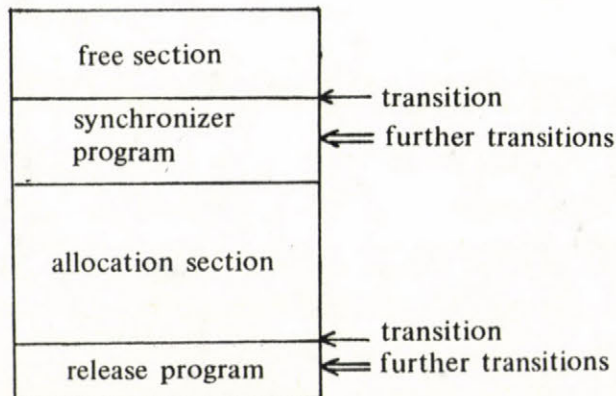 free section
transition
synchronizer
program
further transitions
allocation section
transition
release program
further transitions